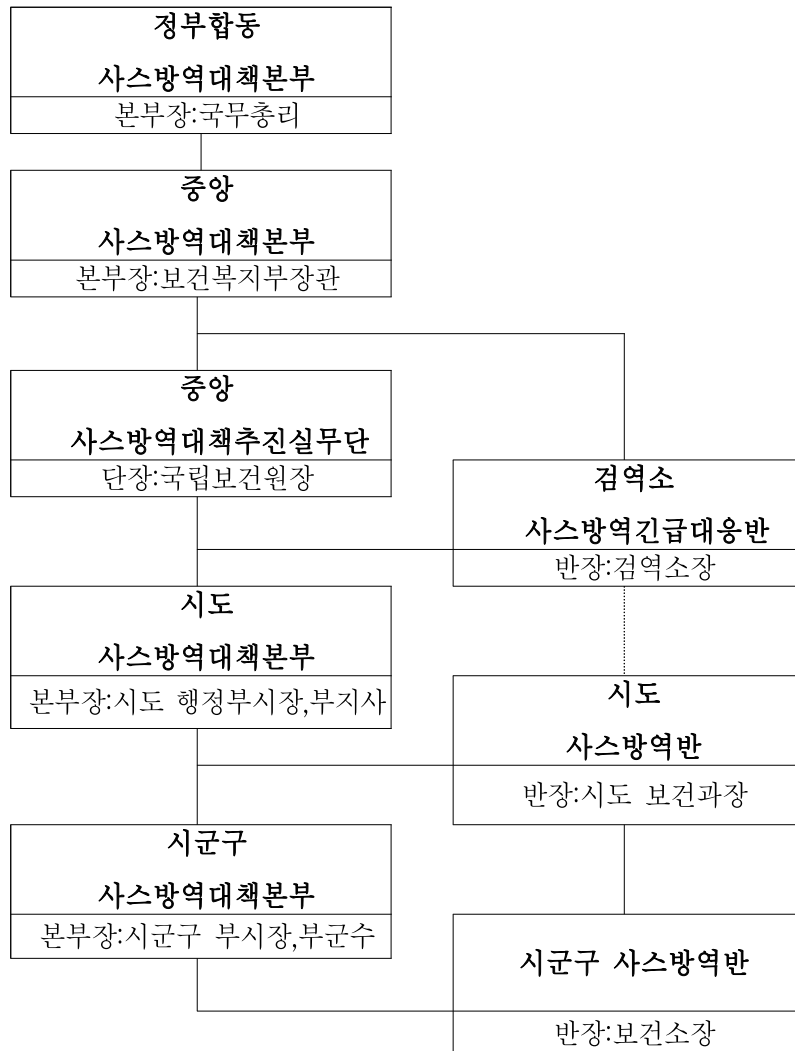 정부합동
사스방역대책본부
본부장:국무총리
중앙
사스방역대책본부
본부장:보건복지부장관
중앙
사스방역대책추진실무단
단장:국립보건원장
검역소
사스방역긴급대응반
반장:검역소장
시도
사스방역대책본부
본부장:시도 행정부시장,부지사
시도
사스방역반
반장:시도 보건과장
시군구
사스방역대책본부
본부장:시군구 부시장,부군수
시군구 사스방역반
반장:보건소장